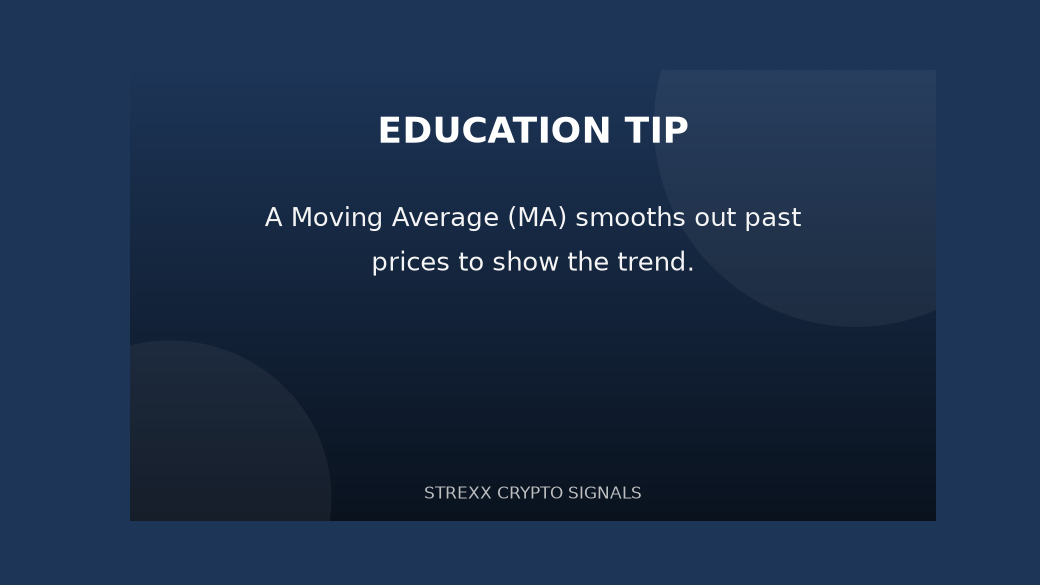 EDUCATION TIP
A Moving Average (MA) smooths out past
prices to show the trend.
STREXX CRYPTO SIGNALS